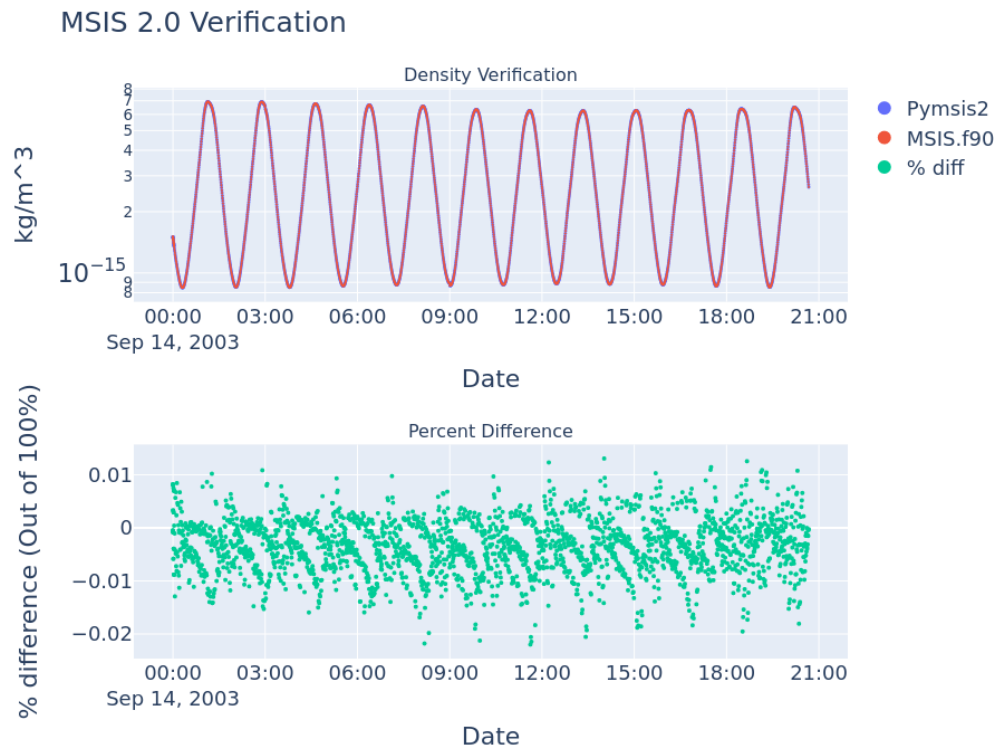 MSIS 2.0 Verification
Density Verification
kg/m^3
8
7
6
5
4
3
2
10−15
9
8
00:00 03:00 06:00 09:00 12:00 15:00 18:00 21:00
Sep 14, 2003
Date
Pymsis2
MSIS.f90
% diff
Percent Difference
% difference (Out of 100%)
0.01
0
−0.01
−0.02
00:00 03:00 06:00 09:00 12:00 15:00 18:00 21:00
Sep 14, 2003
Date